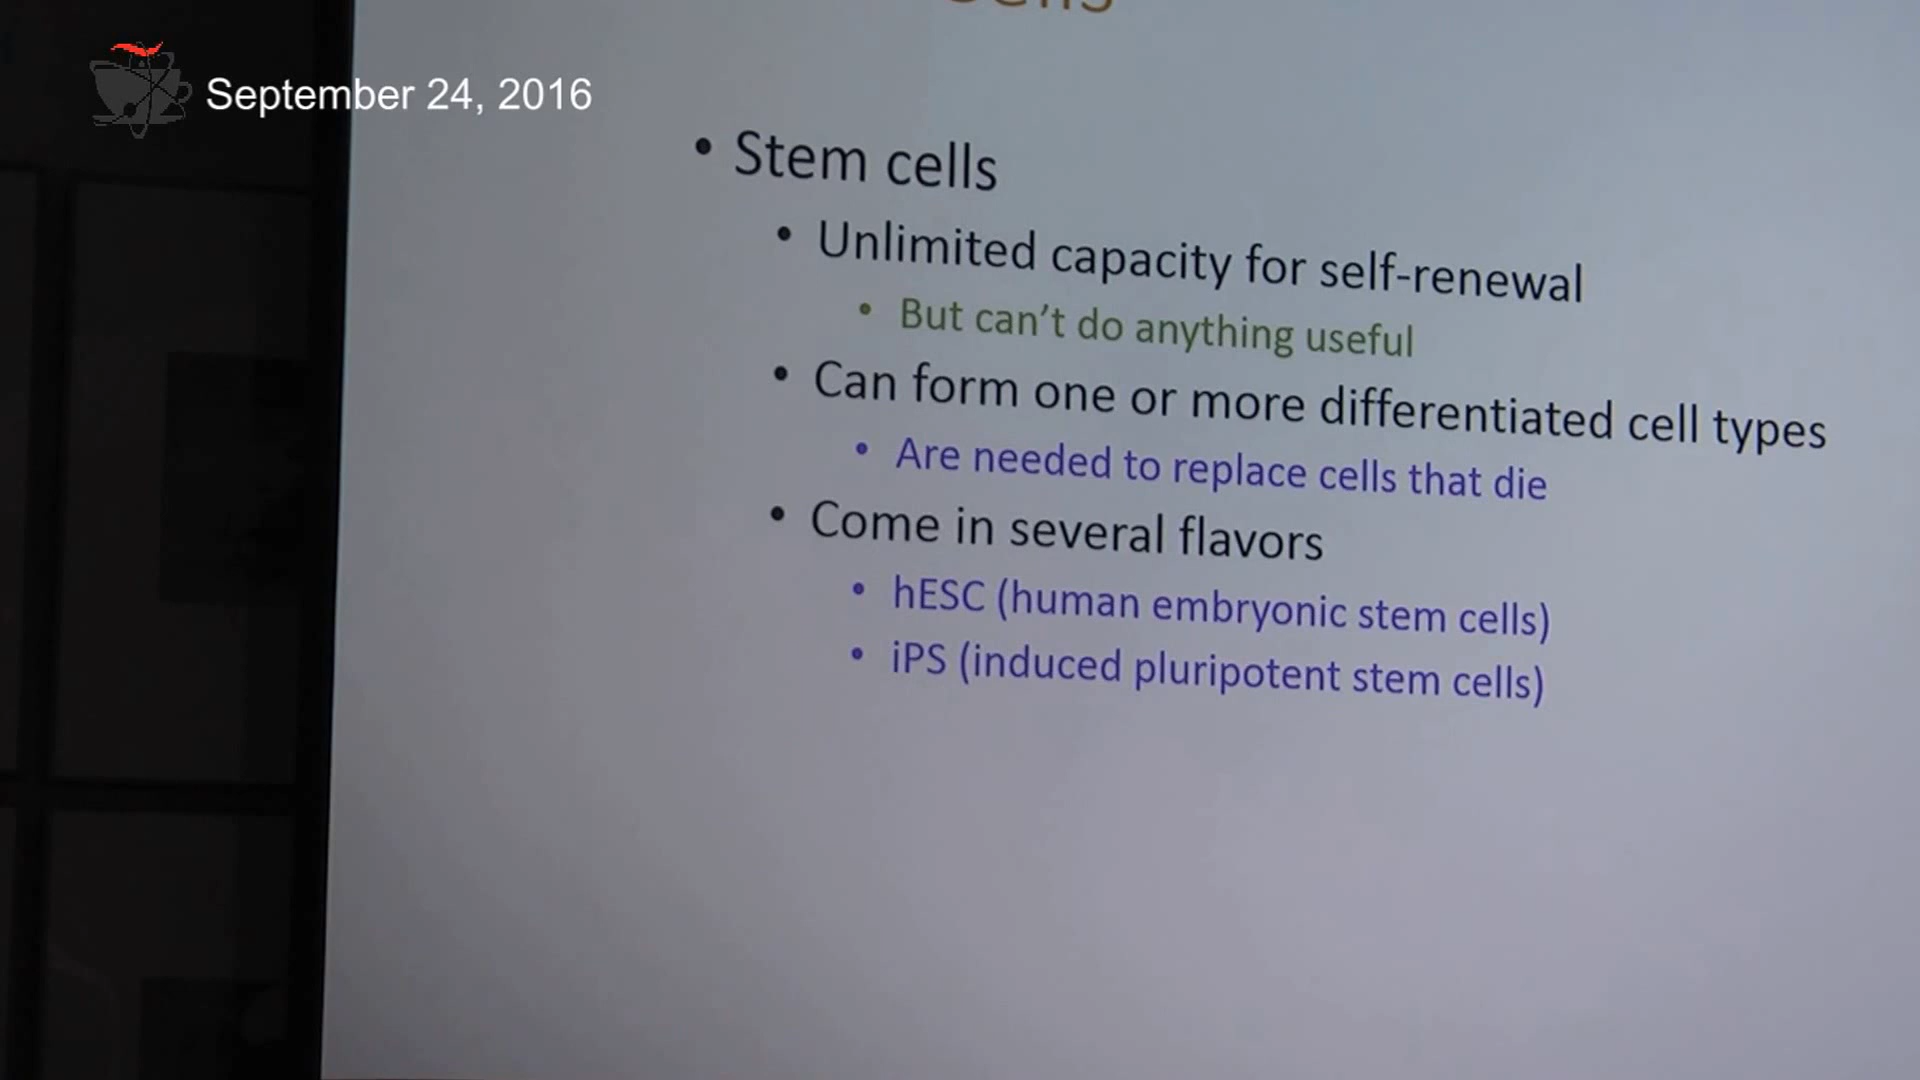 September 24, 2016
• Stem cells
• Unlimited capacity for self-renewal
• But can't do anything useful
• Can form one or more differentiated cell types
• Are needed to replace cells that die
• Come in several flavors
• hESC (human embryonic stem cells)
• iPS (induced pluripotent stem cells)